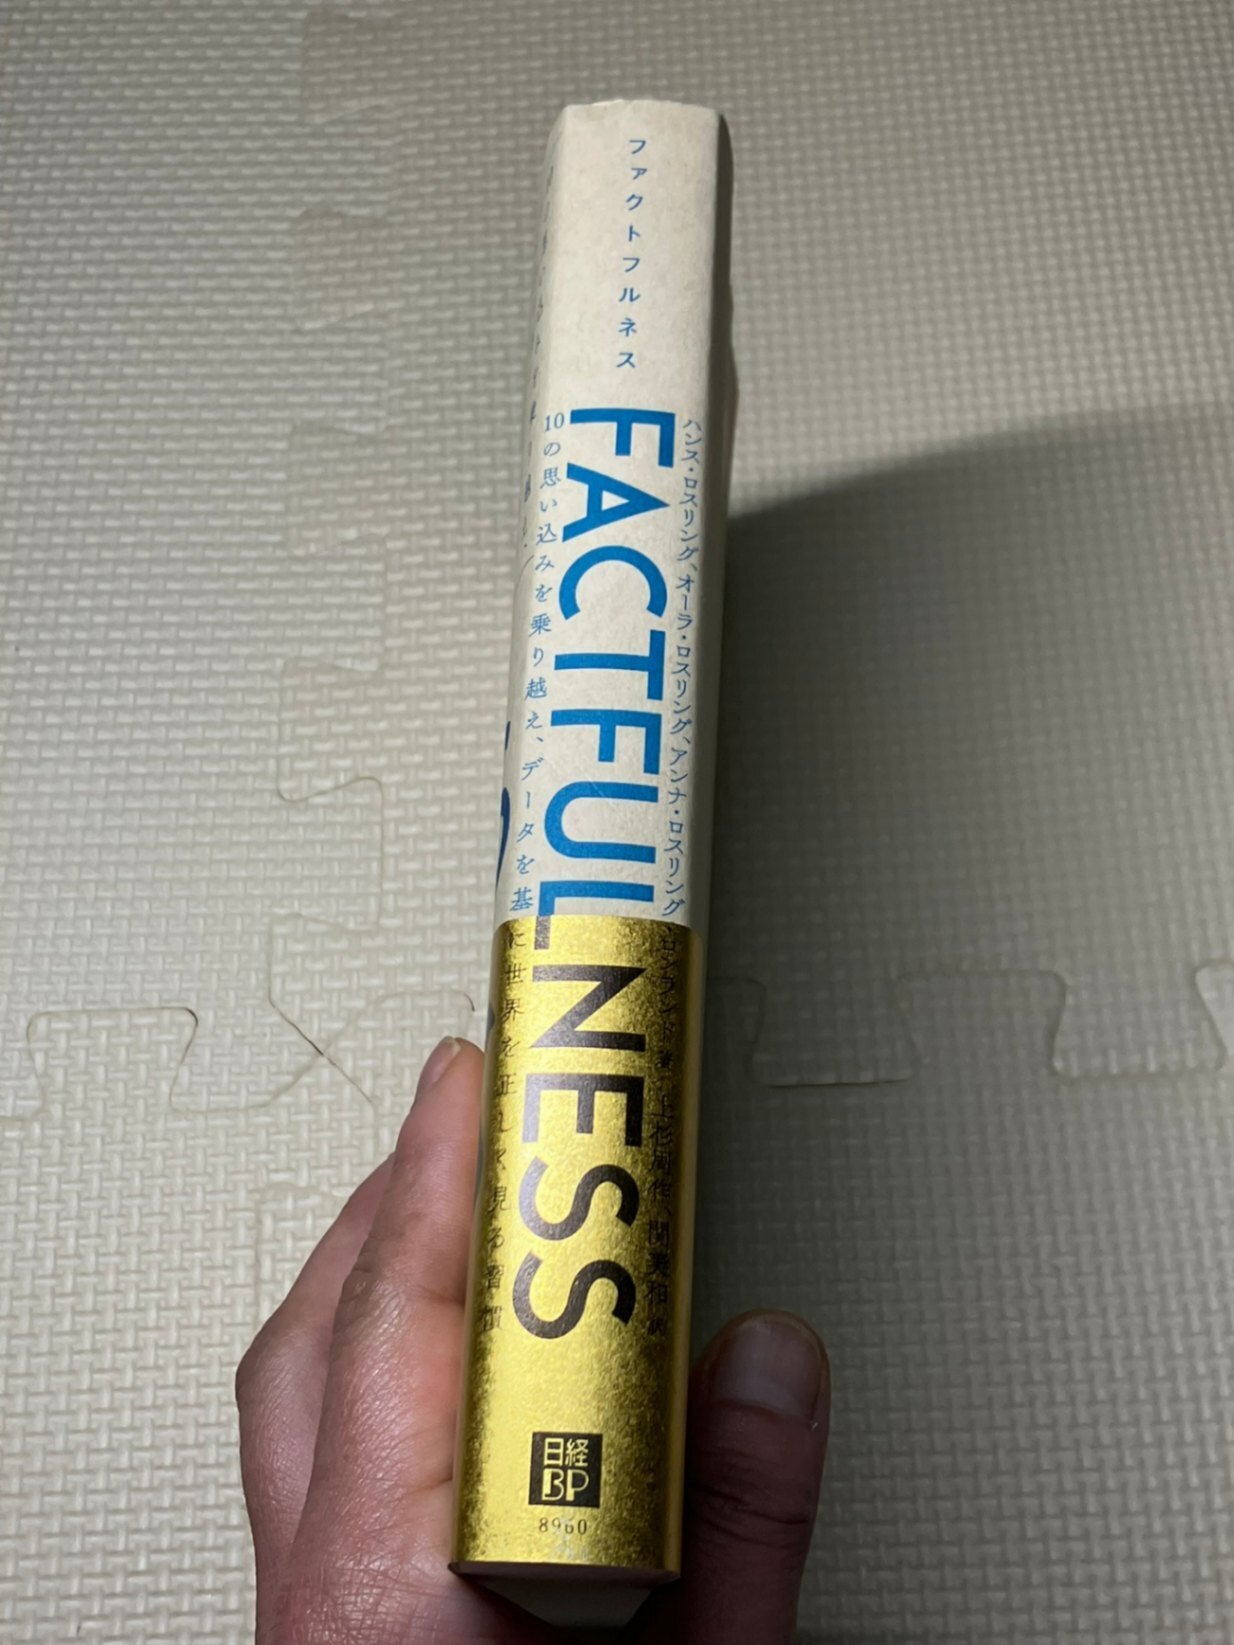 ファクトフルネス
FACTFULNESS
ハンス・ロスリング、オーラ・ロスリング、アンナ・ロスリング・ロンランド 著 上杉周作、関美和 訳
10の思い込みを乗り越え、データを基に世界を正しく見る習慣
日経
BP
8960